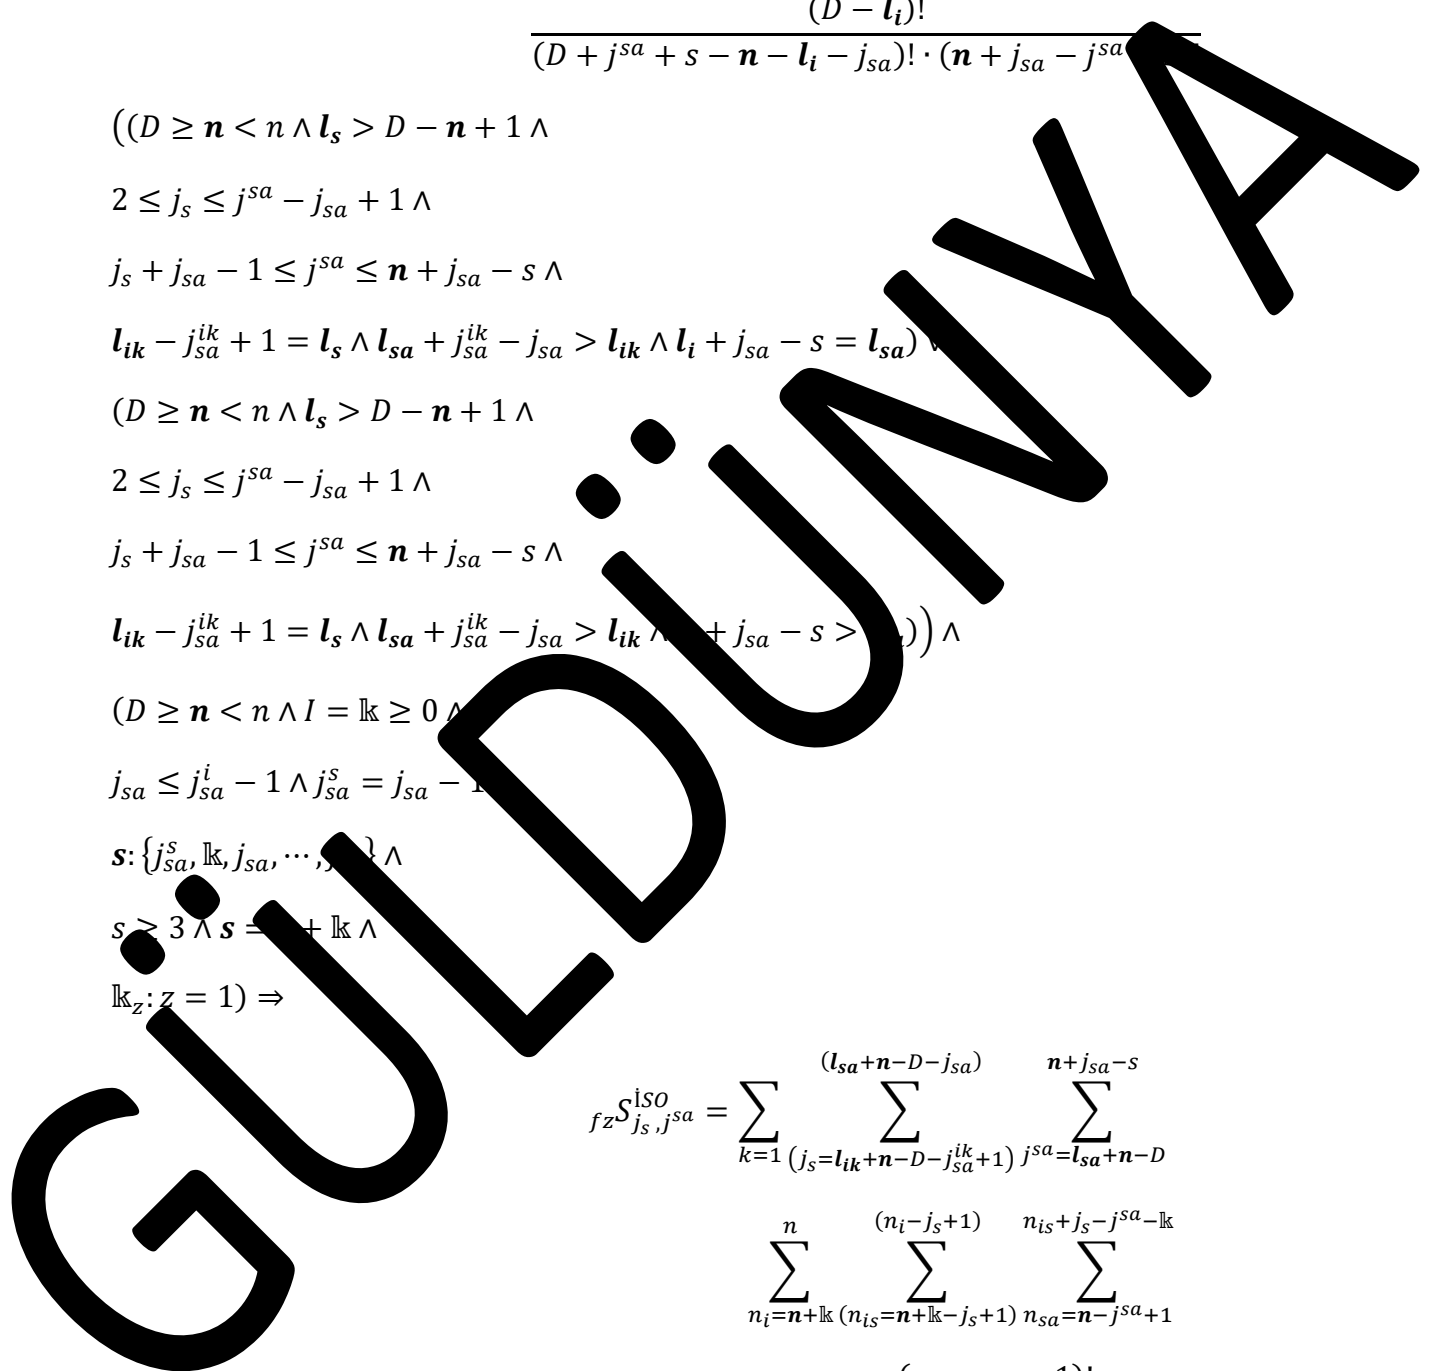 (D − l_i)!
(D + j^{sa} + s − n − l_i − j_{sa})! · (n + j_{sa} − j^{sa}
((D ≥ n < n ∧ l_s > D − n + 1 ∧
2 ≤ j_s ≤ j^{sa} − j_{sa} + 1 ∧
j_s + j_{sa} − 1 ≤ j^{sa} ≤ n + j_{sa} − s ∧
l_{ik} − j_{sa}^{ik} + 1 = l_s ∧ l_{sa} + j_{sa}^{ik} − j_{sa} > l_{ik} ∧ l_i + j_{sa} − s = l_{sa}) ∨
(D ≥ n < n ∧ l_s > D − n + 1 ∧
2 ≤ j_s ≤ j^{sa} − j_{sa} + 1 ∧
j_s + j_{sa} − 1 ≤ j^{sa} ≤ n + j_{sa} − s ∧
l_{ik} − j_{sa}^{ik} + 1 = l_s ∧ l_{sa} + j_{sa}^{ik} − j_{sa} > l_{ik} ∧ + j_{sa} − s > )) ∧
(D ≥ n < n ∧ I = 𝕜 ≥ 0 ∧
j_{sa} ≤ j_{sa}^{i} − 1 ∧ j_{sa}^{s} = j_{sa} − 1
s: {j_{sa}^{s}, 𝕜, j_{sa}, ⋯ , } ∧
s ≥ 3 ∧ s = + 𝕜 ∧
𝕜_z: z = 1) ⇒
_{fz}S_{j_s, j^{sa}}^{İSO} = ∑_{k=1} ∑_{(j_s=l_{ik}+n−D−j_{sa}^{ik}+1)}^{(l_{sa}+n−D−j_{sa})} ∑_{j^{sa}=l_{sa}+n−D}^{n+j_{sa}−s}
∑_{n_i=n+𝕜}^{n} ∑_{(n_{is}=n+𝕜−j_s+1)}^{(n_i−j_s+1)} ∑_{n_{sa}=n−j^{sa}+1}^{n_{is}+j_s−j^{sa}−𝕜}
GÜLDÜNYA